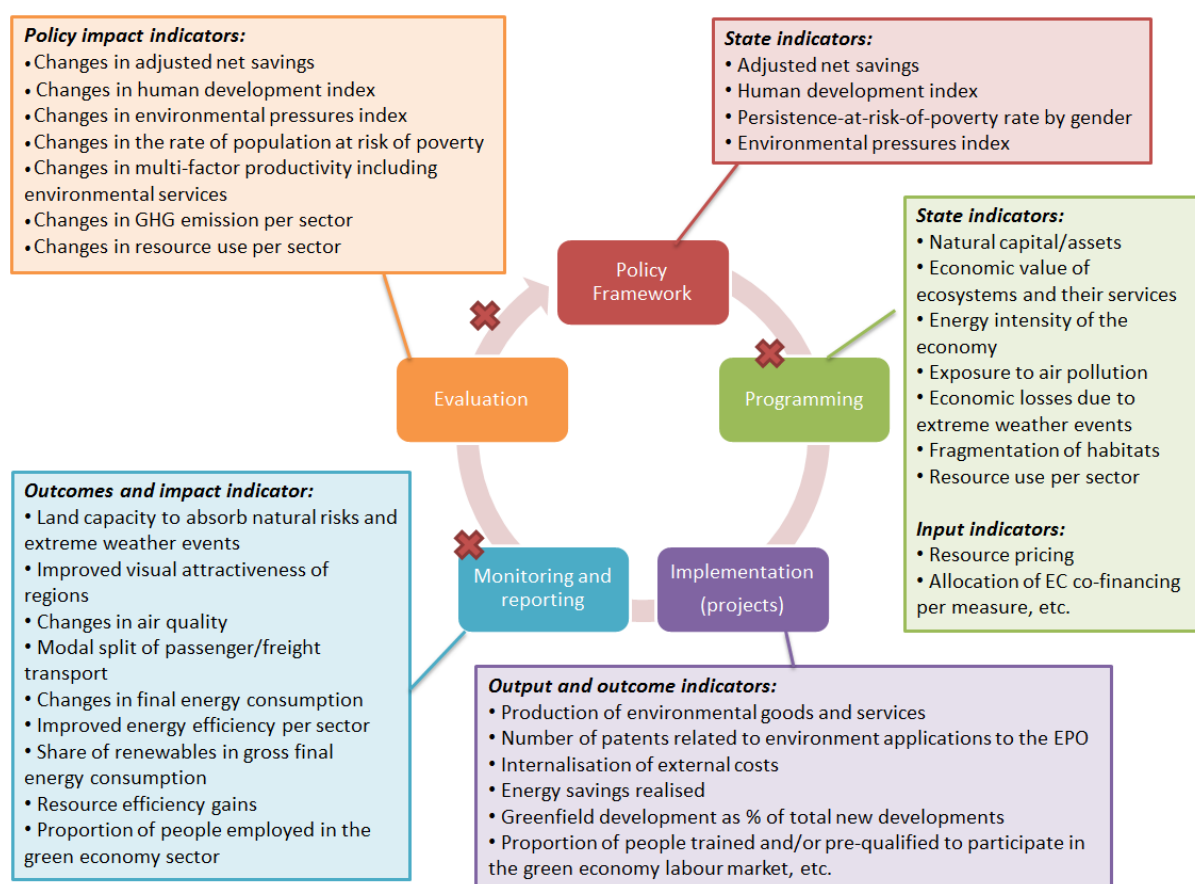 Policy impact indicators:
• Changes in adjusted net savings
• Changes in human development index
• Changes in environmental pressures index
• Changes in the rate of population at risk of poverty
• Changes in multi-factor productivity including
environmental services
• Changes in GHG emission per sector
• Changes in resource use per sector
State indicators:
• Adjusted net savings
• Human development index
• Persistence-at-risk-of-poverty rate by gender
• Environmental pressures index
State indicators:
• Natural capital/assets
• Economic value of
ecosystems and their services
• Energy intensity of the
economy
• Exposure to air pollution
• Economic losses due to
extreme weather events
• Fragmentation of habitats
• Resource use per sector
Input indicators:
• Resource pricing
• Allocation of EC co-financing
per measure, etc.
Policy
Framework
Evaluation
Programming
Monitoring and
reporting
Implementation
(projects)
Outcomes and impact indicator:
• Land capacity to absorb natural risks and
extreme weather events
• Improved visual attractiveness of
regions
• Changes in air quality
• Modal split of passenger/freight
transport
• Changes in final energy consumption
• Improved energy efficiency per sector
• Share of renewables in gross final
energy consumption
• Resource efficiency gains
• Proportion of people employed in the
green economy sector
Output and outcome indicators:
• Production of environmental goods and services
• Number of patents related to environment applications to the EPO
• Internalisation of external costs
• Energy savings realised
• Greenfield development as % of total new developments
• Proportion of people trained and/or pre-qualified to participate in
the green economy labour market, etc.